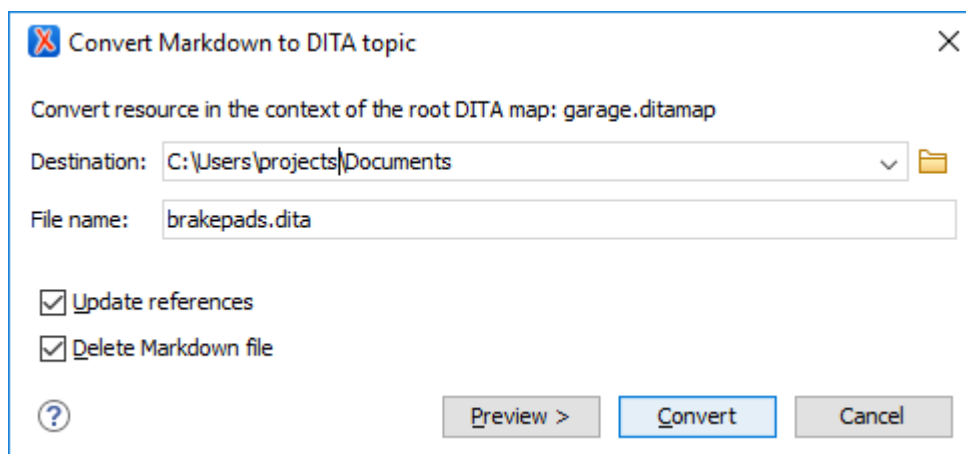 Convert Markdown to DITA topic
Convert resource in the context of the root DITA map: garage.ditamap
Destination: C:\Users\projects\Documents
File name: brakepads.dita
Update references
Delete Markdown file
? Preview > Convert Cancel